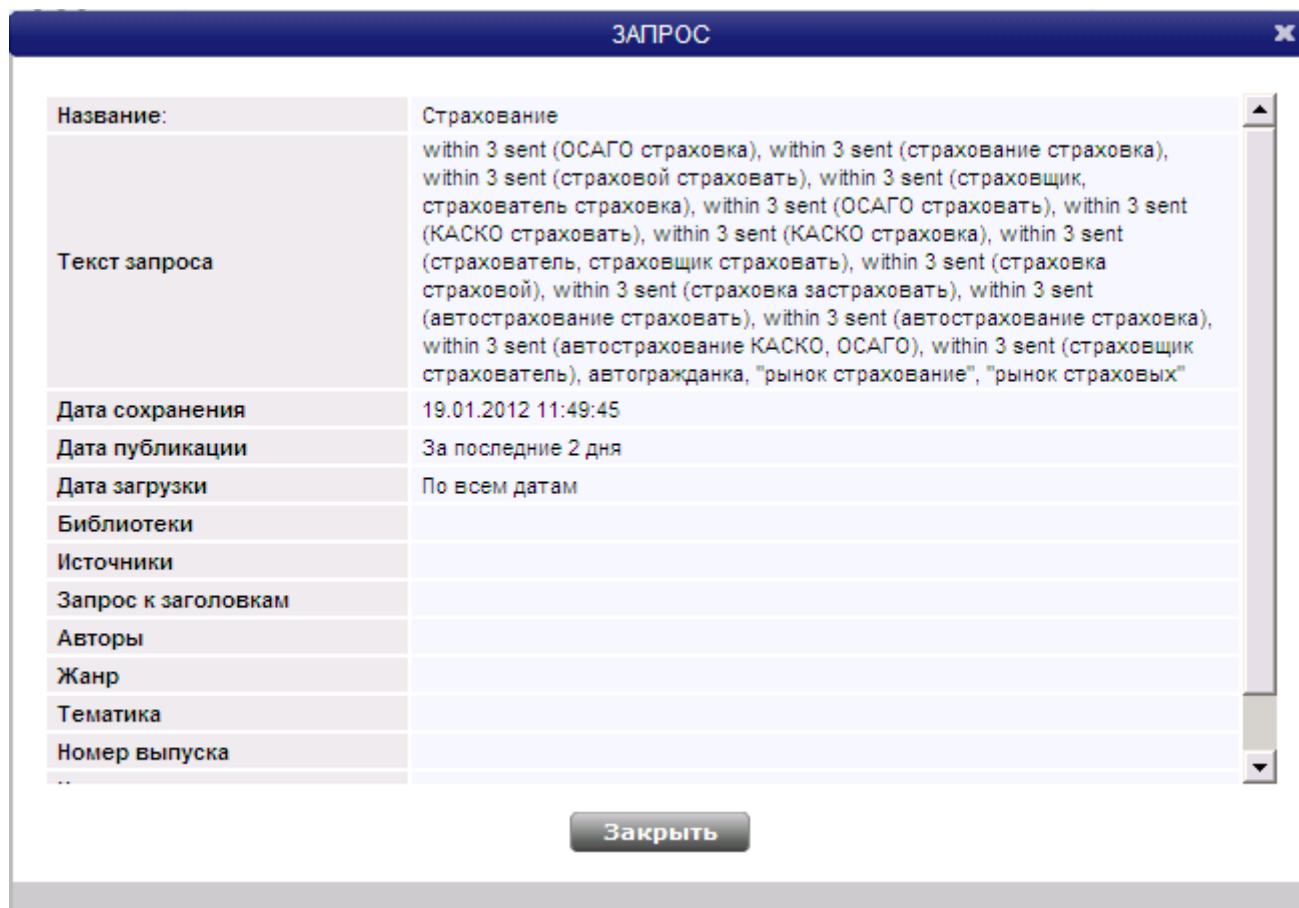 ЗАПРОС
Название: Страхование
Текст запроса
within 3 sent (ОСАГО страховка), within 3 sent (страхование страховка),
within 3 sent (страховой страховать), within 3 sent (страховщик,
страхователь страховка), within 3 sent (ОСАГО страховать), within 3 sent
(КАСКО страховать), within 3 sent (КАСКО страховка), within 3 sent
(страхователь, страховщик страховать), within 3 sent (страховка
страховой), within 3 sent (страховка застраховать), within 3 sent
(автострахование страховать), within 3 sent (автострахование страховка),
within 3 sent (автострахование КАСКО, ОСАГО), within 3 sent (страховщик
страхователь), автогражданка, "рынок страхование", "рынок страховых"
Дата сохранения 19.01.2012 11:49:45
Дата публикации За последние 2 дня
Дата загрузки По всем датам
Библиотеки
Источники
Запрос к заголовкам
Авторы
Жанр
Тематика
Номер выпуска
Закрыть